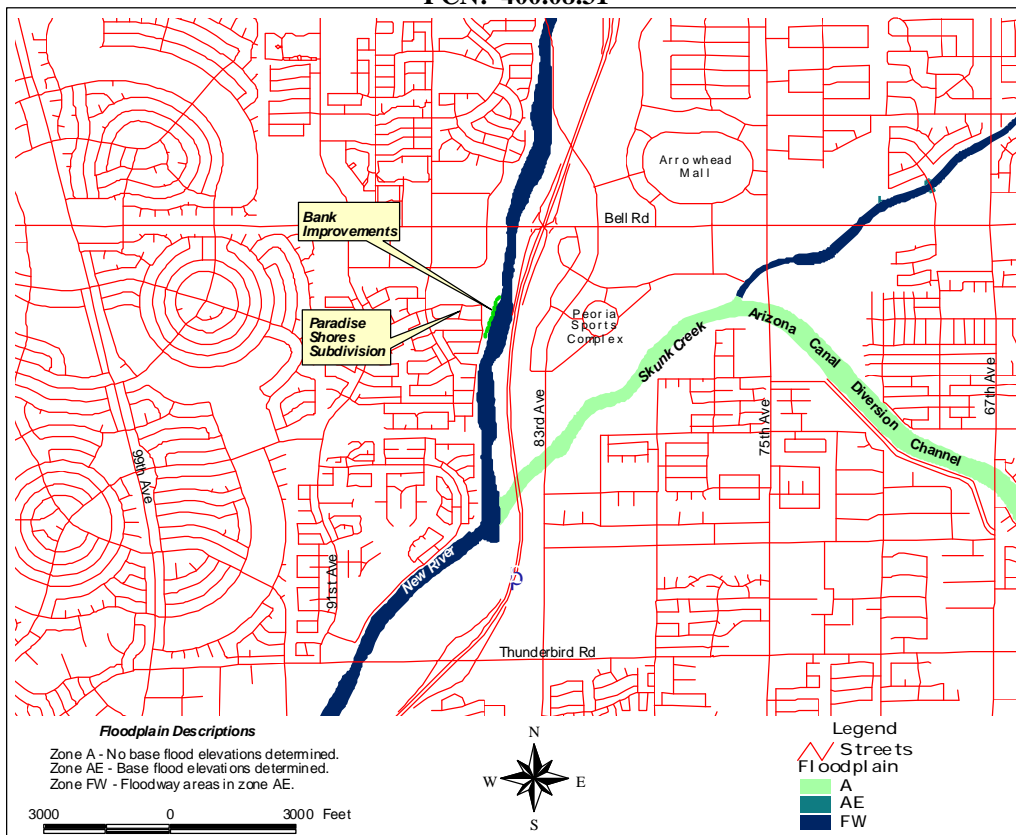 Arrowhead
Mall
Bell Rd
Bank
Improvements
Paradise
Shores
Subdivision
Peoria
Sports
Complex
Skunk Creek
Arizona Canal Diversion Channel
83rd Ave
75th Ave
67th Ave
99th Ave
91st Ave
New River
Thunderbird Rd
Floodplain Descriptions
Zone A - No base flood elevations determined.
Zone AE - Base flood elevations determined.
Zone FW - Floodway areas in zone AE.
3000 0 3000 Feet
N
W E
S
Legend
Streets
Floodplain
A
AE
FW